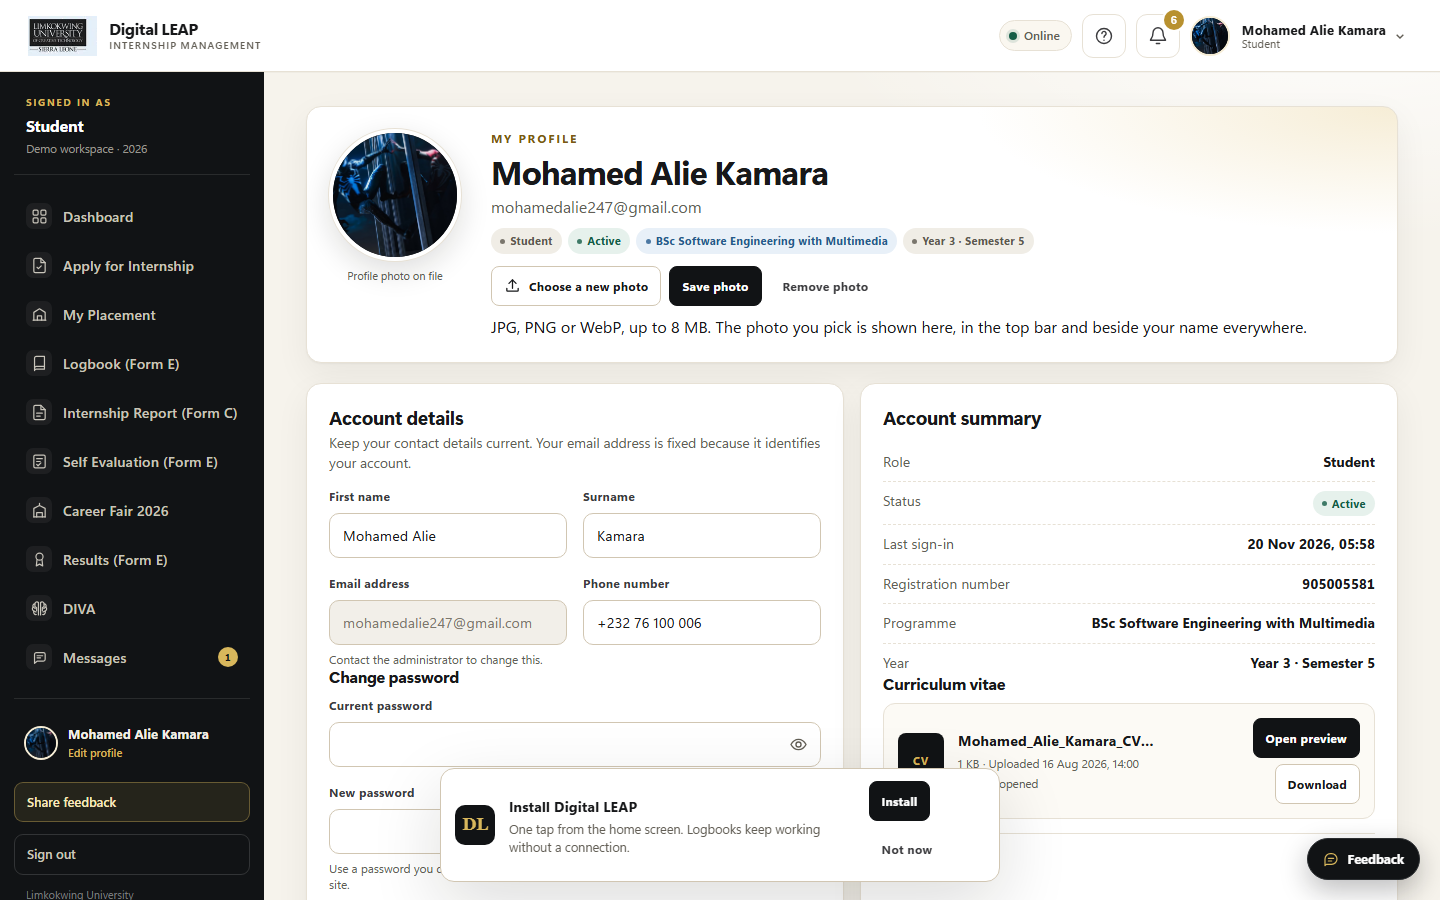 LIMKOKWING
UNIVERSITY
OF CREATIVE TECHNOLOGY
SIERRA LEONE
Digital LEAP
INTERNSHIP MANAGEMENT
Online
6
Mohamed Alie Kamara
Student
SIGNED IN AS
Student
Demo workspace · 2026
Dashboard
Apply for Internship
My Placement
Logbook (Form E)
Internship Report (Form C)
Self Evaluation (Form E)
Career Fair 2026
Results (Form E)
DIVA
Messages
1
Mohamed Alie Kamara
Edit profile
Share feedback
Sign out
Limkokwing University
MY PROFILE
Mohamed Alie Kamara
mohamedalie247@gmail.com
Student
Active
BSc Software Engineering with Multimedia
Year 3 · Semester 5
Profile photo on file
Choose a new photo
Save photo
Remove photo
JPG, PNG or WebP, up to 8 MB. The photo you pick is shown here, in the top bar and beside your name everywhere.
Account details
Keep your contact details current. Your email address is fixed because it identifies
your account.
First name
Surname
Mohamed Alie
Kamara
Email address
Phone number
mohamedalie247@gmail.com
+232 76 100 006
Contact the administrator to change this.
Change password
Current password
New password
Use a password you
site.
Account summary
Role
Student
Status
Active
Last sign-in
20 Nov 2026, 05:58
Registration number
905005581
Programme
BSc Software Engineering with Multimedia
Year
Year 3 · Semester 5
Curriculum vitae
CV
Mohamed_Alie_Kamara_CV...
1 KB · Uploaded 16 Aug 2026, 14:00
opened
Open preview
Download
DL
Install Digital LEAP
One tap from the home screen. Logbooks keep working
without a connection.
Install
Not now
Feedback